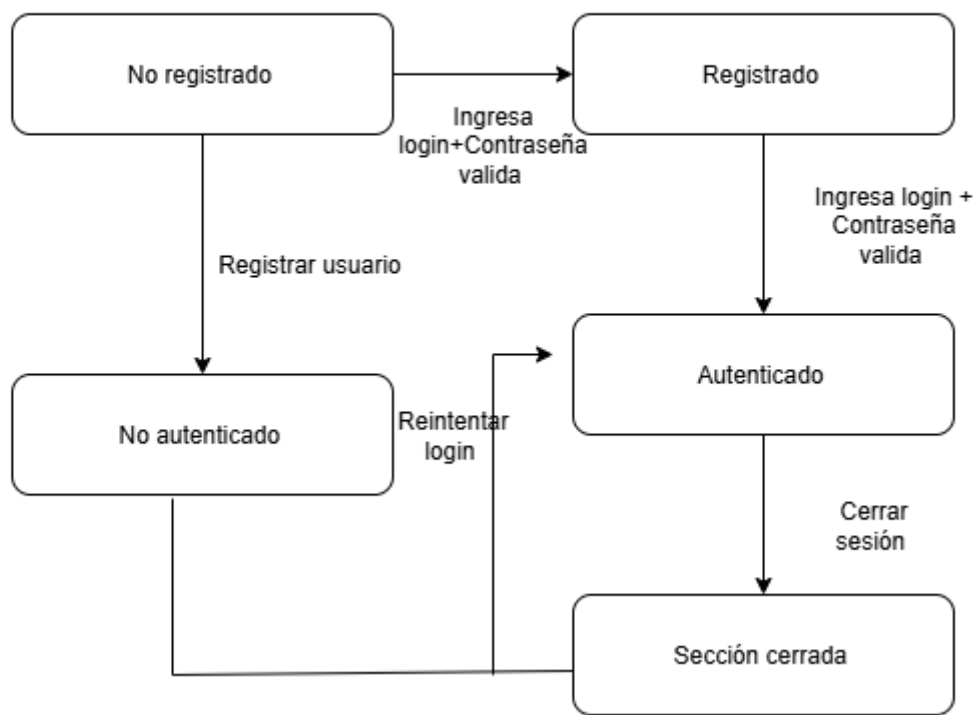 No registrado
Registrado
Ingresa
login+Contraseña
valida
Ingresa login +
Contraseña
valida
Registrar usuario
Autenticado
No autenticado
Reintentar
login
Cerrar
sesión
Sección cerrada